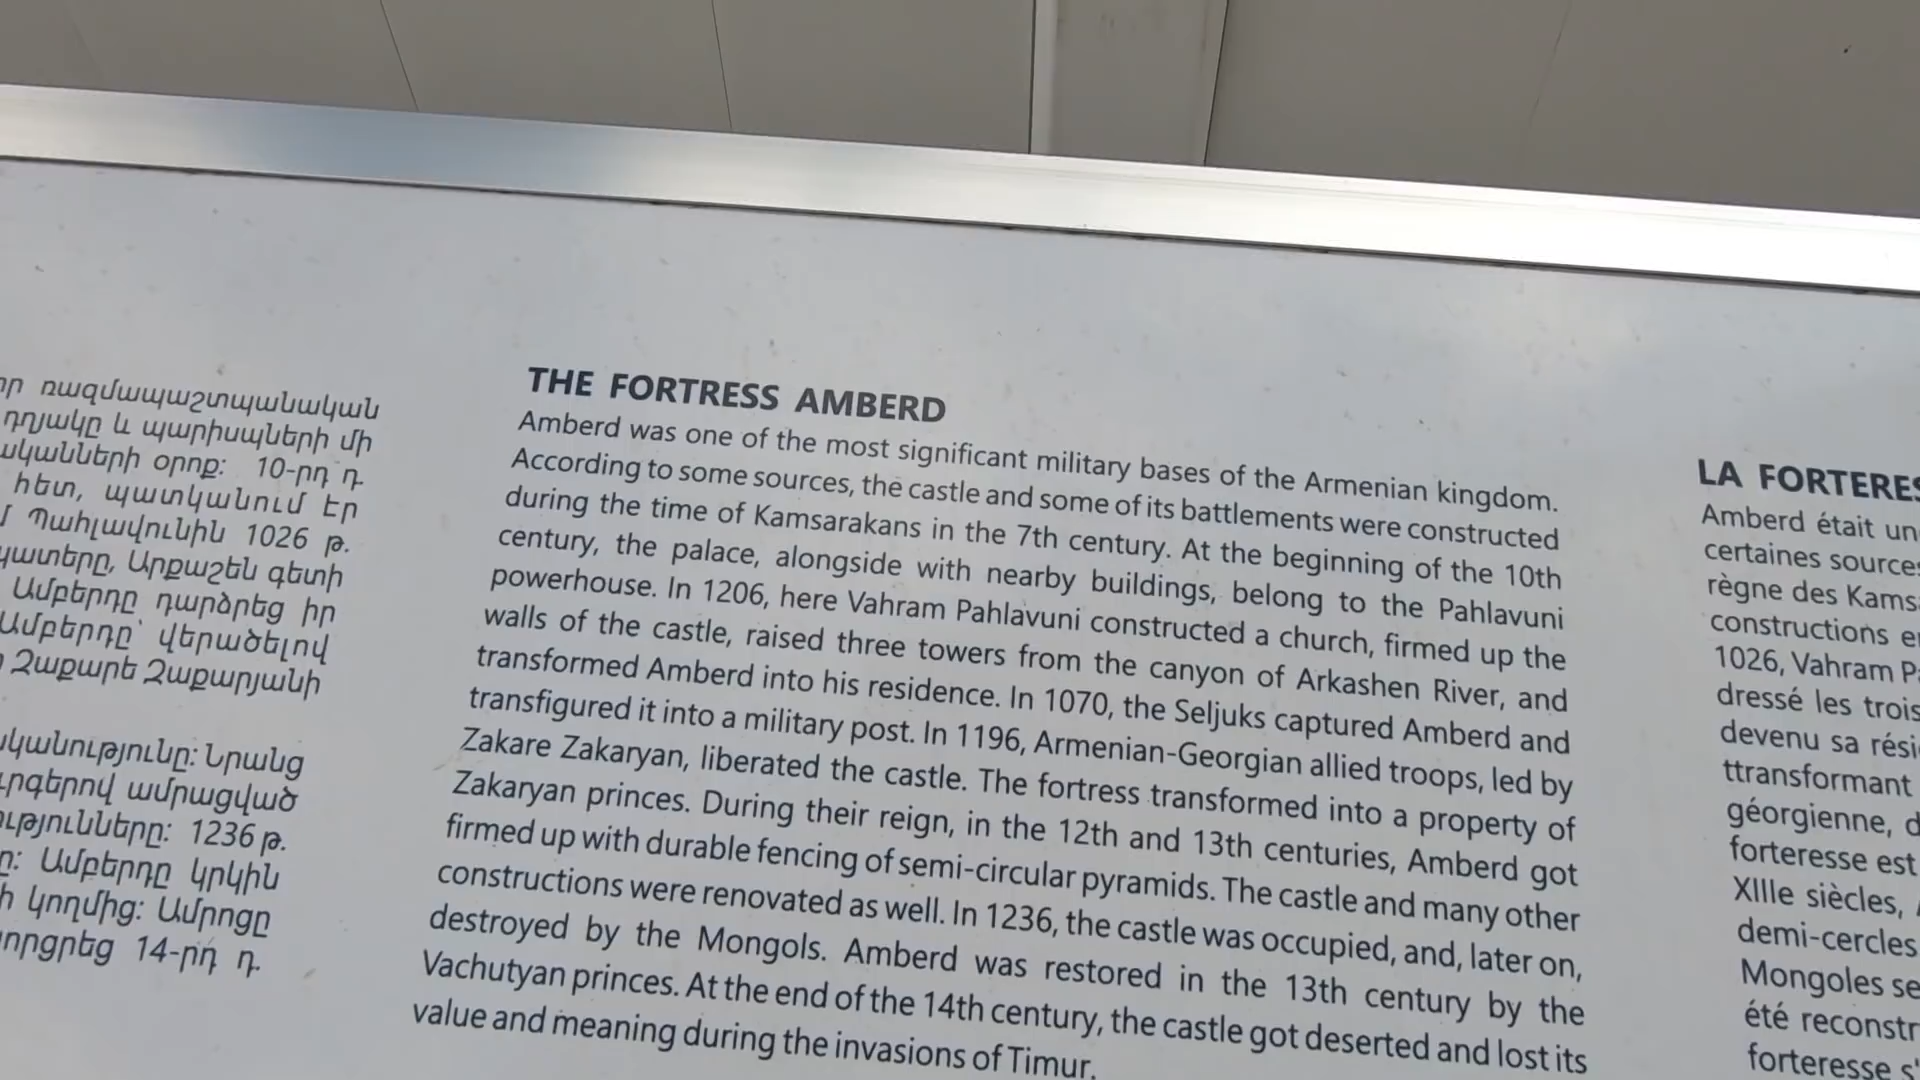 ռազմապաշտպանական
դղյակը և պարիսպների մի
օրոք: 10-րդ դ.
հետ, պատկանում էր
Պահլավունին 1026 թ.
Արքաշեն գետի
Ամբերդը դարձրեց իր
Ամբերդը՝ վերածելով
Զաքարե Զաքարյանի
Նրանց
ամրացված
1236 թ.
Ամբերդը կրկին
կողմից: Ամրոցը
14-րդ դ.
THE FORTRESS AMBERD
Amberd was one of the most significant military bases of the Armenian kingdom.
According to some sources, the castle and some of its battlements were constructed
during the time of Kamsarakans in the 7th century. At the beginning of the 10th
century, the palace, alongside with nearby buildings, belong to the Pahlavuni
powerhouse. In 1206, here Vahram Pahlavuni constructed a church, firmed up the
walls of the castle, raised three towers from the canyon of Arkashen River, and
transformed Amberd into his residence. In 1070, the Seljuks captured Amberd and
transfigured it into a military post. In 1196, Armenian-Georgian allied troops, led by
Zakare Zakaryan, liberated the castle. The fortress transformed into a property of
Zakaryan princes. During their reign, in the 12th and 13th centuries, Amberd got
firmed up with durable fencing of semi-circular pyramids. The castle and many other
constructions were renovated as well. In 1236, the castle was occupied, and, later on,
destroyed by the Mongols. Amberd was restored in the 13th century by the
Vachutyan princes. At the end of the 14th century, the castle got deserted and lost its
value and meaning during the invasions of Timur.
LA FORTERES
Amberd était un
certaines sources
règne des Kamsa
constructions e
1026, Vahram Pa
dressé les trois
devenu sa rési
ttransformant
géorgienne, d
forteresse est
XIIIe siècles,
demi-cercles
Mongoles se
été reconstr
forteresse s'